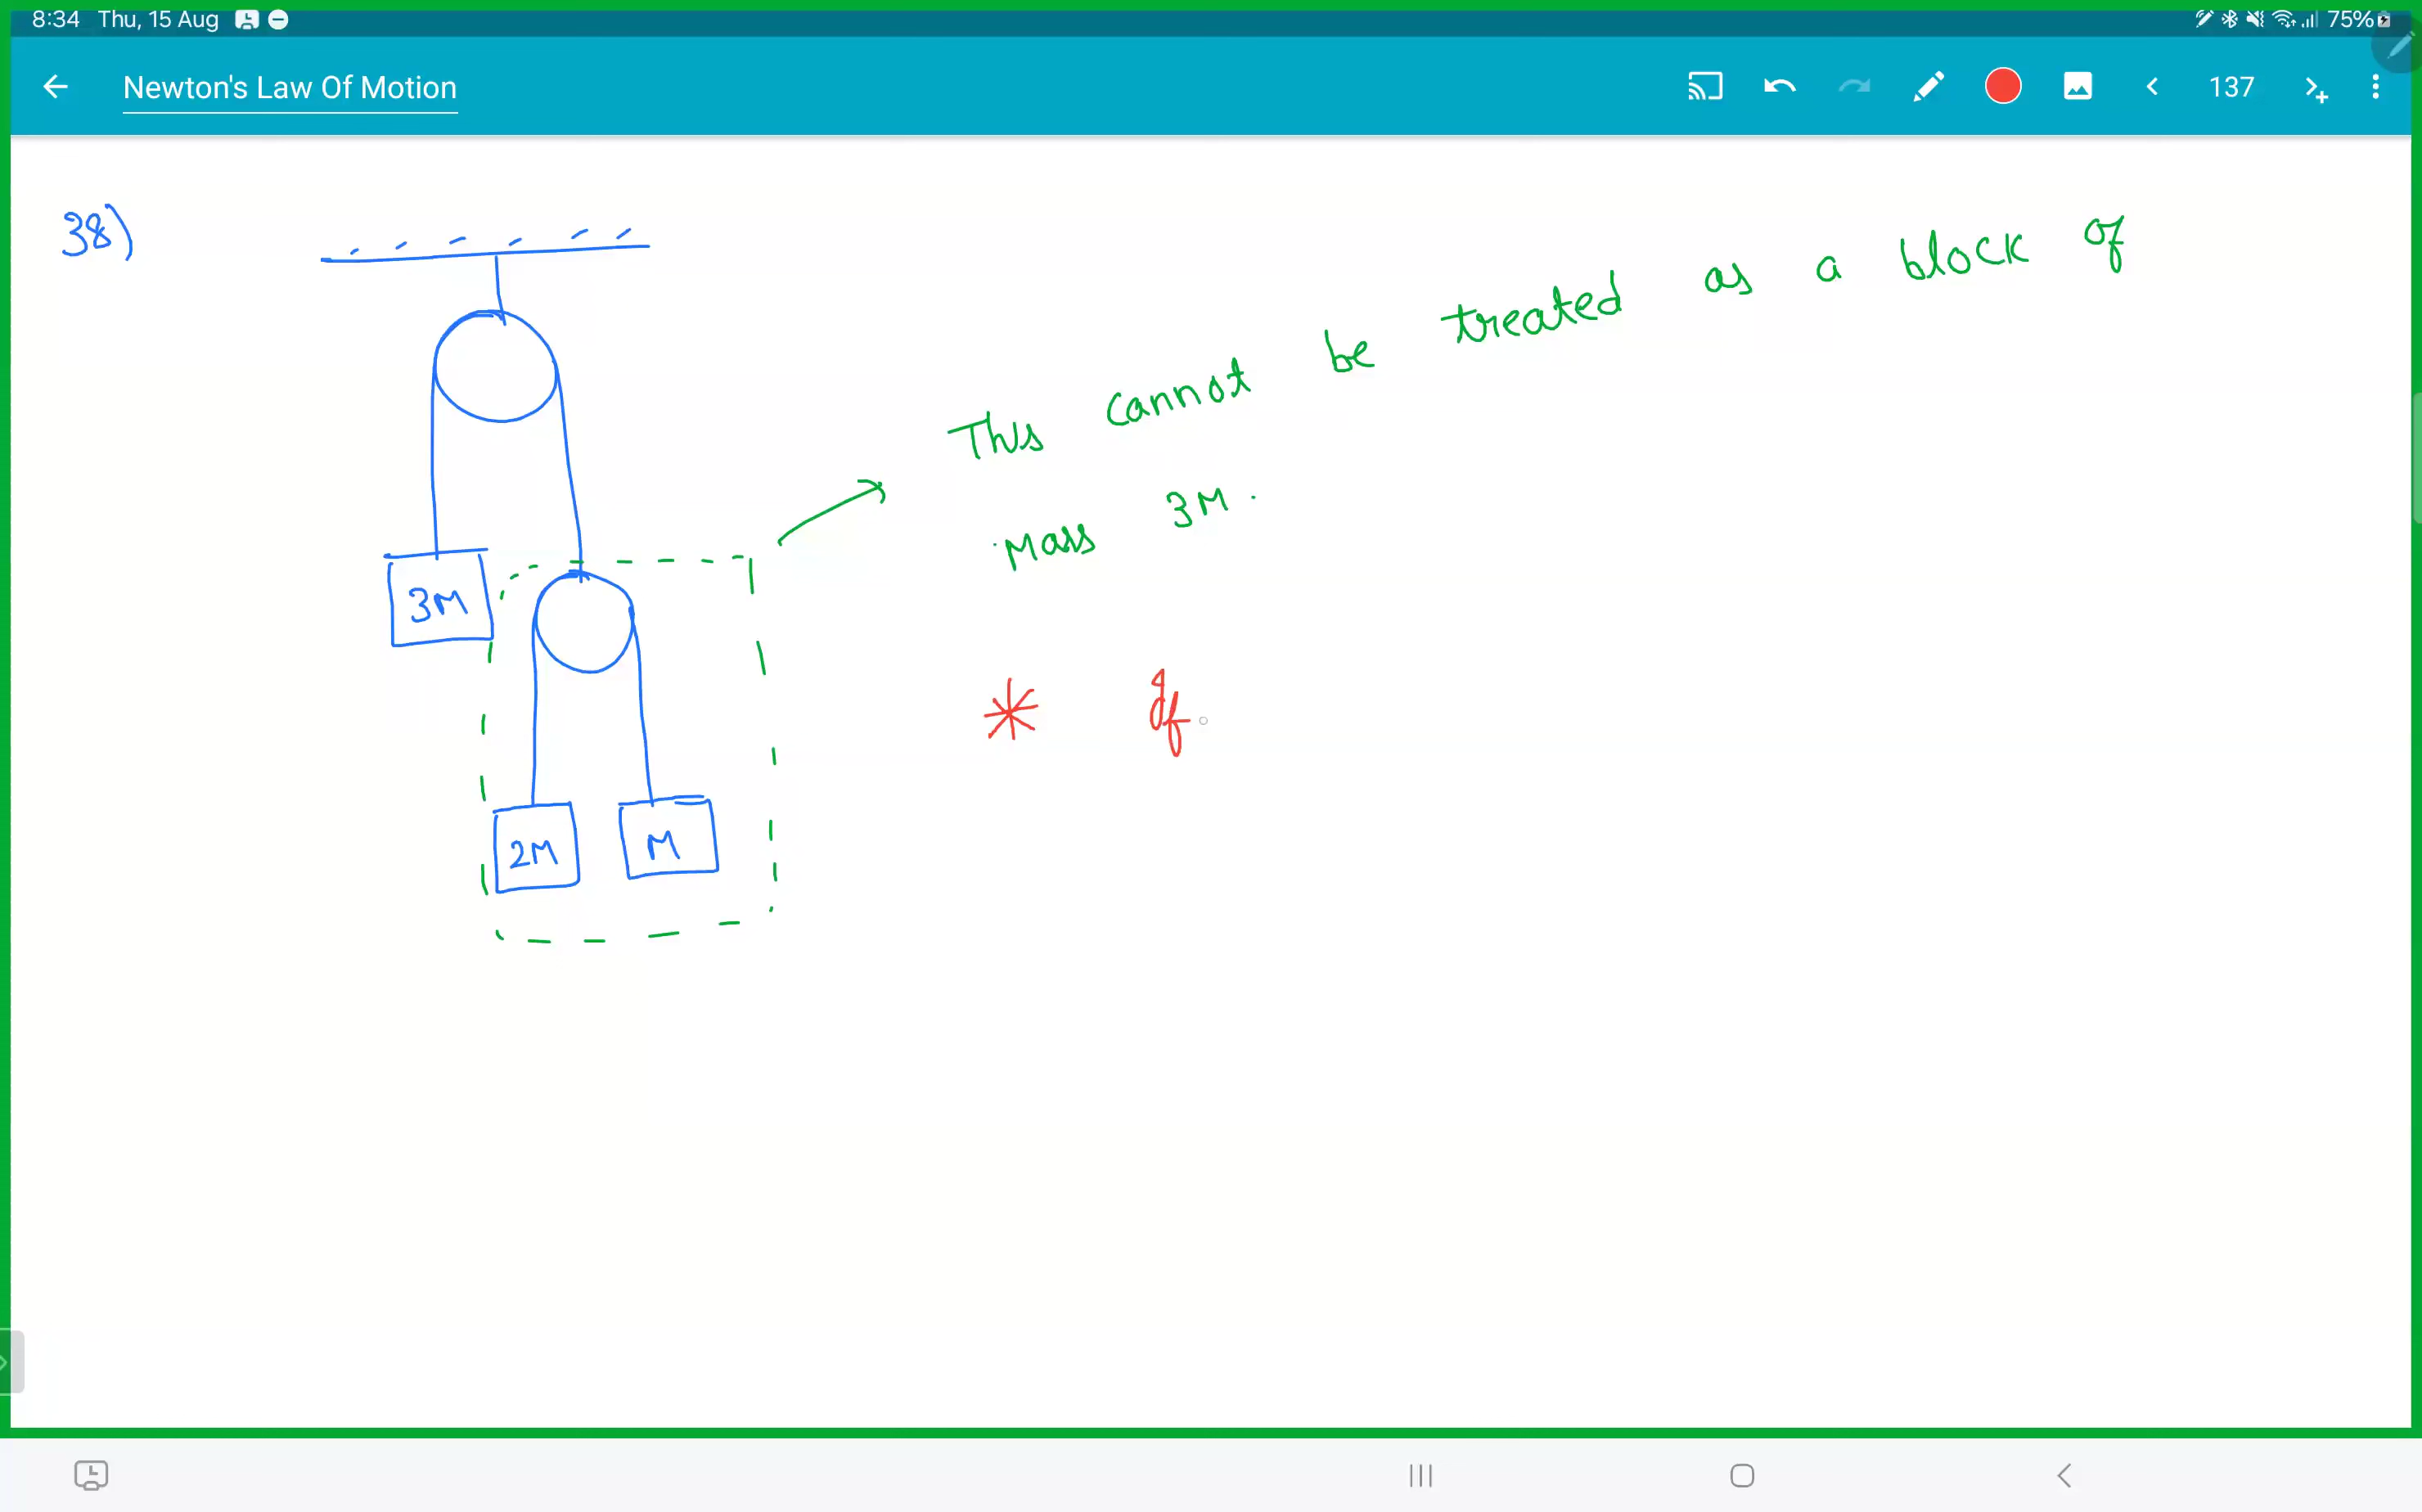 8:34 Thu, 15 Aug 75%
Newton's Law Of Motion 137
38)
This cannot be treated as a block of
Mass 3M.
3M
* If
2M M